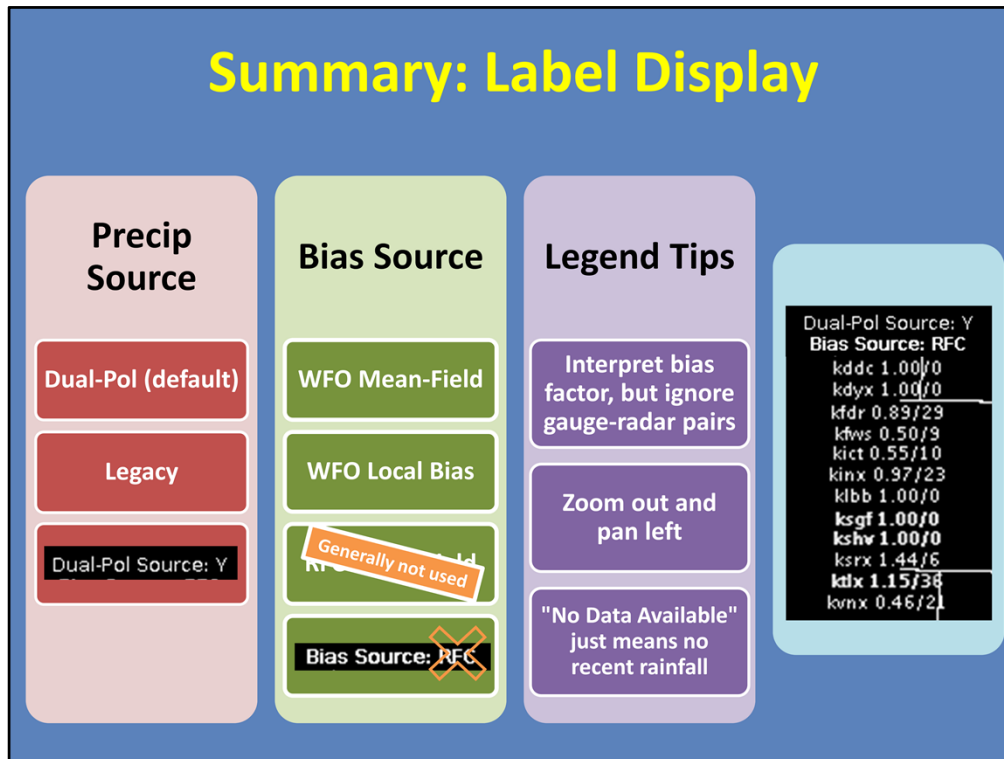 Summary: Label Display
Precip
Source
Dual-Pol (default)
Legacy
Dual-Pol Source: Y
Bias Source
WFO Mean-Field
WFO Local Bias
Generally not used
Bias Source: RFC
Legend Tips
Interpret bias
factor, but ignore
gauge-radar pairs
Zoom out and
pan left
"No Data Available"
just means no
recent rainfall
Dual-Pol Source: Y
Bias Source: RFC
kddc 1.00/0
kdyx 1.00/0
kfdr 0.89/29
kfws 0.50/9
kict 0.55/10
kinx 0.97/23
klbb 1.00/0
ksgf 1.00/0
kshv 1.00/0
ksrx 1.44/6
ktlx 1.15/36
kvnx 0.46/21